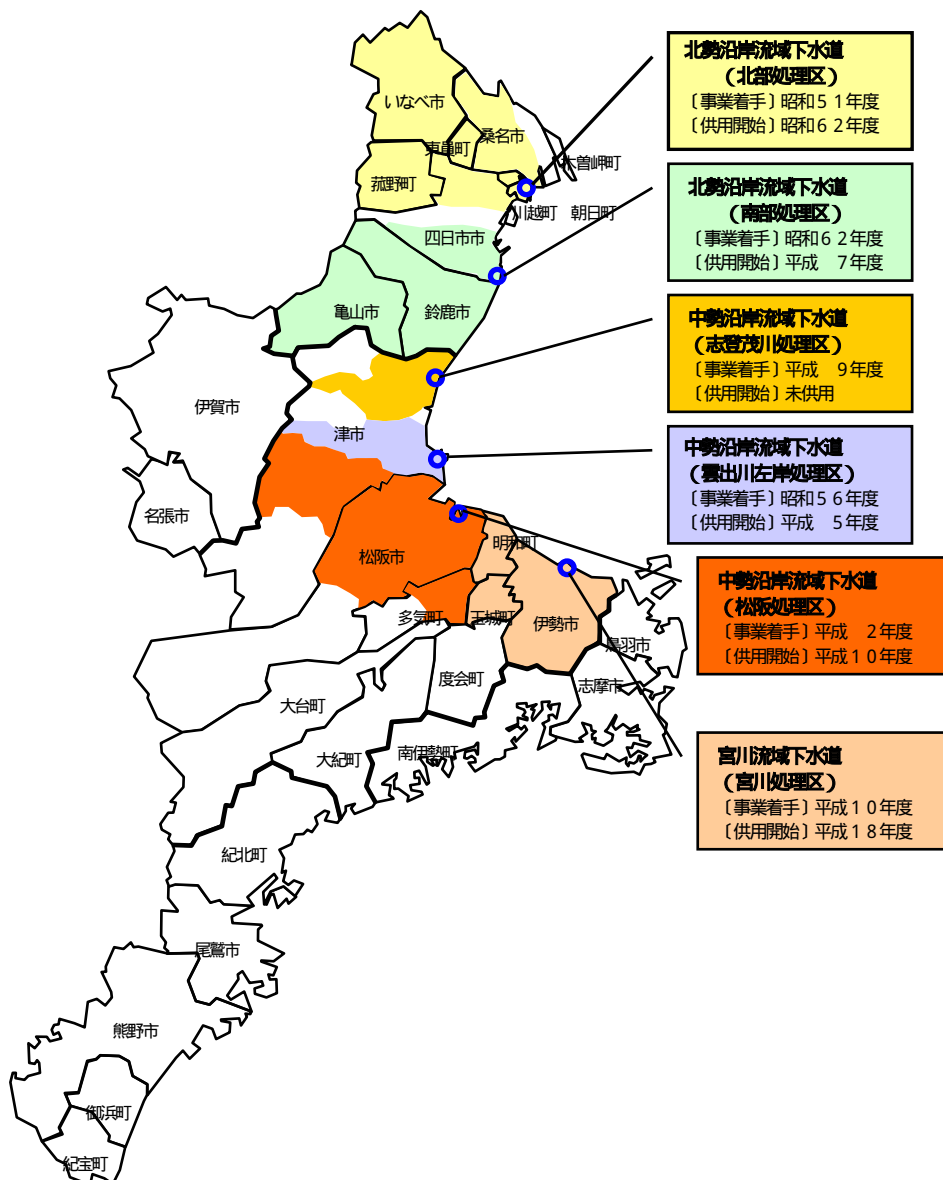 北勢沿岸流域下水道
(北部処理区)
〔事業着手〕昭和51年度
〔供用開始〕昭和62年度
いなべ市
桑名市
東員町
木曽岬町
菰野町
川越町 朝日町
北勢沿岸流域下水道
(南部処理区)
〔事業着手〕昭和62年度
〔供用開始〕平成 7年度
四日市市
亀山市
鈴鹿市
中勢沿岸流域下水道
(志登茂川処理区)
〔事業着手〕平成 9年度
〔供用開始〕未供用
伊賀市
津市
中勢沿岸流域下水道
(雲出川左岸処理区)
〔事業着手〕昭和56年度
〔供用開始〕平成 5年度
名張市
明和町
松阪市
中勢沿岸流域下水道
(松阪処理区)
〔事業着手〕平成 2年度
〔供用開始〕平成10年度
多気町
玉城町
伊勢市
鳥羽市
度会町
志摩市
大台町
大紀町
南伊勢町
宮川流域下水道
(宮川処理区)
〔事業着手〕平成10年度
〔供用開始〕平成18年度
紀北町
尾鷲市
熊野市
御浜町
紀宝町